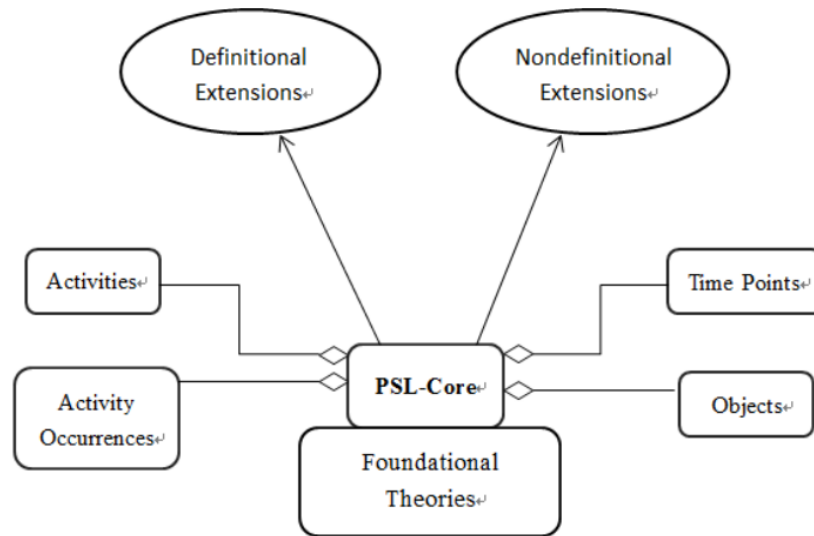 Definitional
Extensions↵
Nondefinitional
Extensions↵
Activities↵
Time Points↵
PSL-Core↵
Activity
Occurrences↵
Objects↵
Foundational
Theories↵